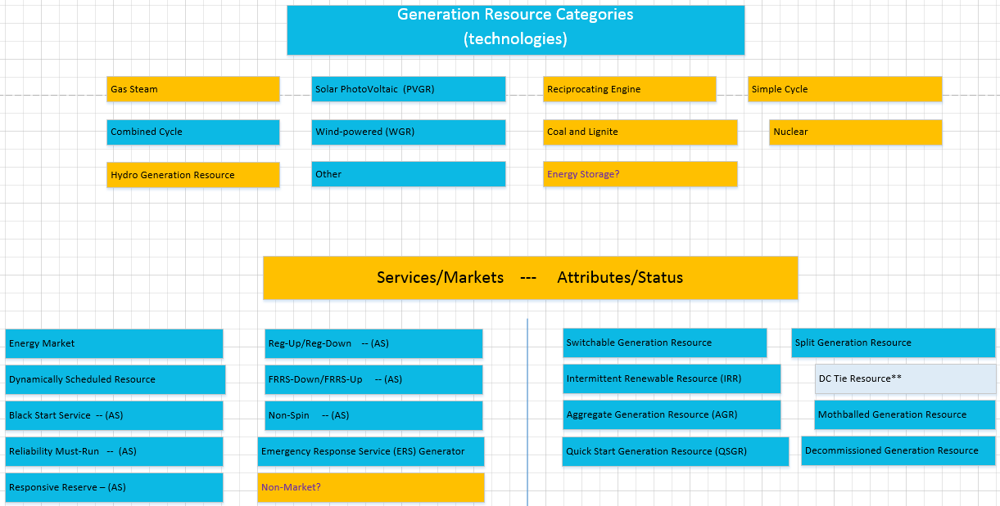 Generation Resource Categories
(technologies)
Gas Steam
Solar PhotoVoltaic (PVGR)
Reciprocating Engine
Simple Cycle
Combined Cycle
Wind-powered (WGR)
Coal and Lignite
Nuclear
Hydro Generation Resource
Other
Energy Storage?
Services/Markets --- Attributes/Status
Energy Market
Reg-Up/Reg-Down -- (AS)
Switchable Generation Resource
Split Generation Resource
Dynamically Scheduled Resource
FRRS-Down/FRRS-Up -- (AS)
Intermittent Renewable Resource (IRR)
DC Tie Resource**
Black Start Service -- (AS)
Non-Spin -- (AS)
Aggregate Generation Resource (AGR)
Mothballed Generation Resource
Reliability Must-Run -- (AS)
Emergency Response Service (ERS) Generator
Quick Start Generation Resource (QSGR)
Decommissioned Generation Resource
Responsive Reserve – (AS)
Non-Market?